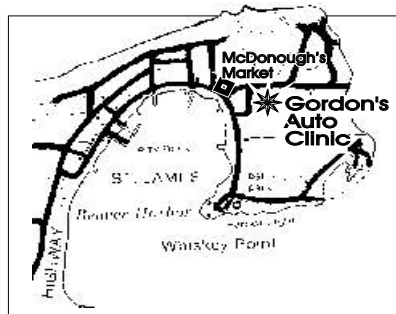 McDonough's
Market
Gordon's
Auto
Clinic
ST. JAMES
Beaver Harbor
Whiskey Point
HIGHWAY